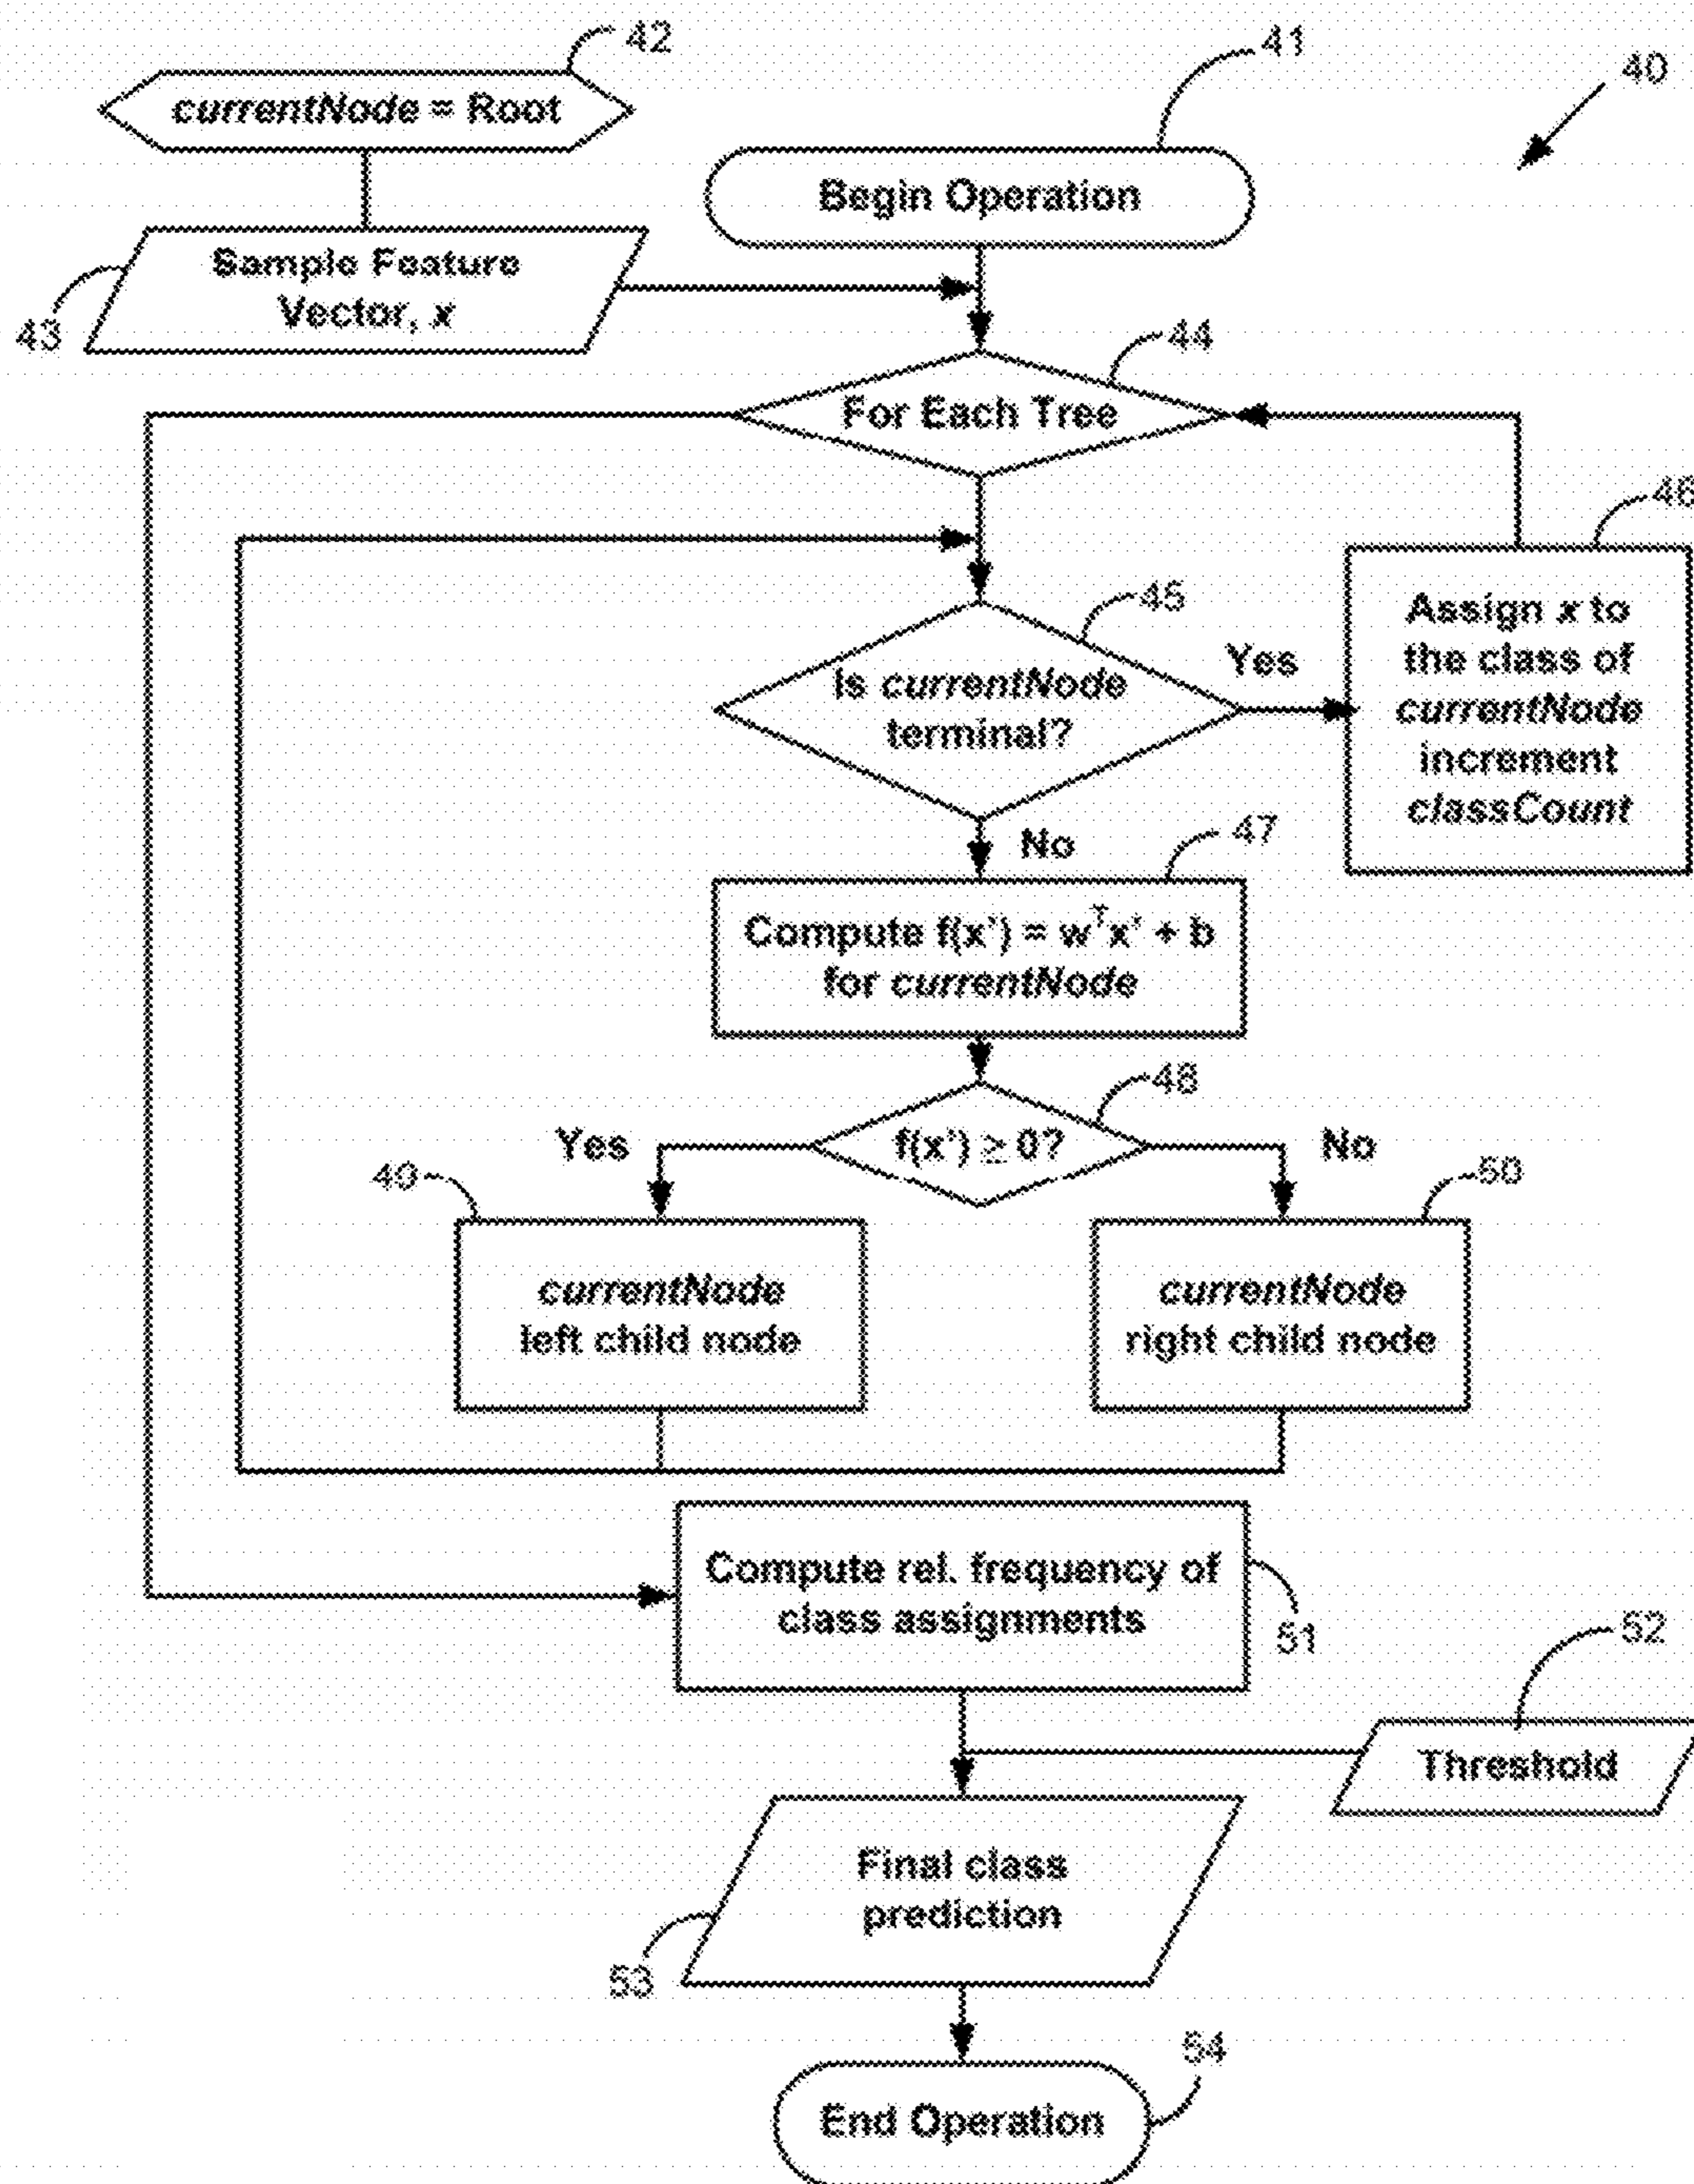 42
41
40
currentNode = Root
Begin Operation
Sample Feature
Vector, x
43
44
For Each Tree
46
45
Yes
Assign x to
the class of
currentNode
increment
classCount
Is currentNode
terminal?
No
47
Compute f(x’) = wᵀx’ + b
for currentNode
48
Yes
f(x’) ≥ 0?
No
49
50
currentNode
left child node
currentNode
right child node
Compute rel. frequency of
class assignments
51
52
Threshold
Final class
prediction
53
54
End Operation